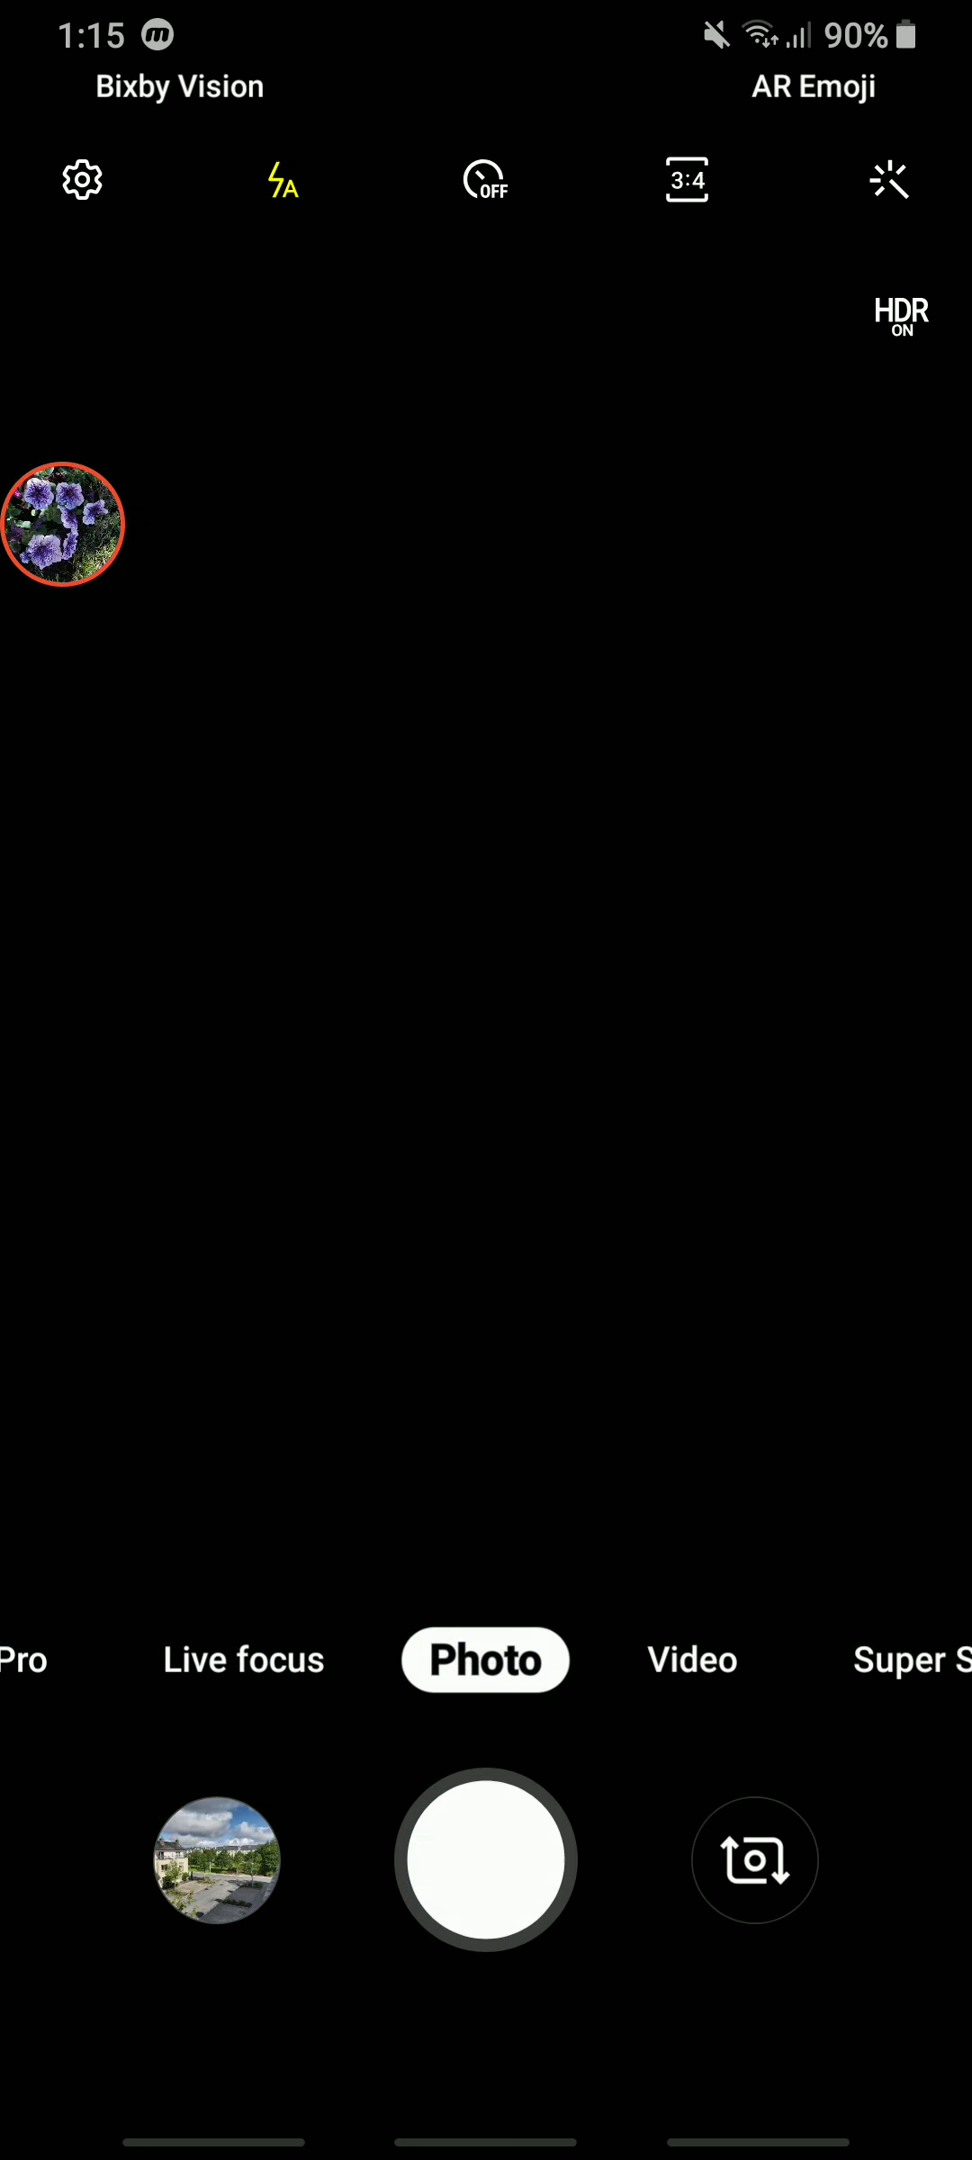 1:15 90%
Bixby Vision AR Emoji
A OFF 3:4
HDR
ON
Pro Live focus Photo Video Super S